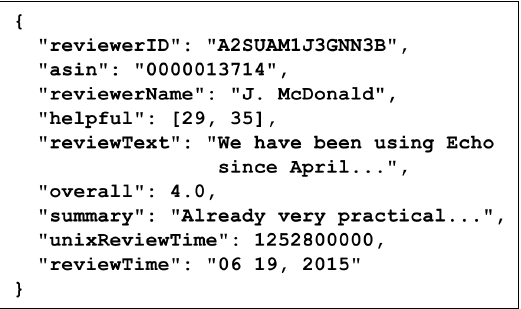 {
"reviewerID": "A2SUAM1J3GNN3B",
"asin": "0000013714",
"reviewerName": "J. McDonald",
"helpful": [29, 35],
"reviewText": "We have been using Echo
since April...",
"overall": 4.0,
"summary": "Already very practical...",
"unixReviewTime": 1252800000,
"reviewTime": "06 19, 2015"
}